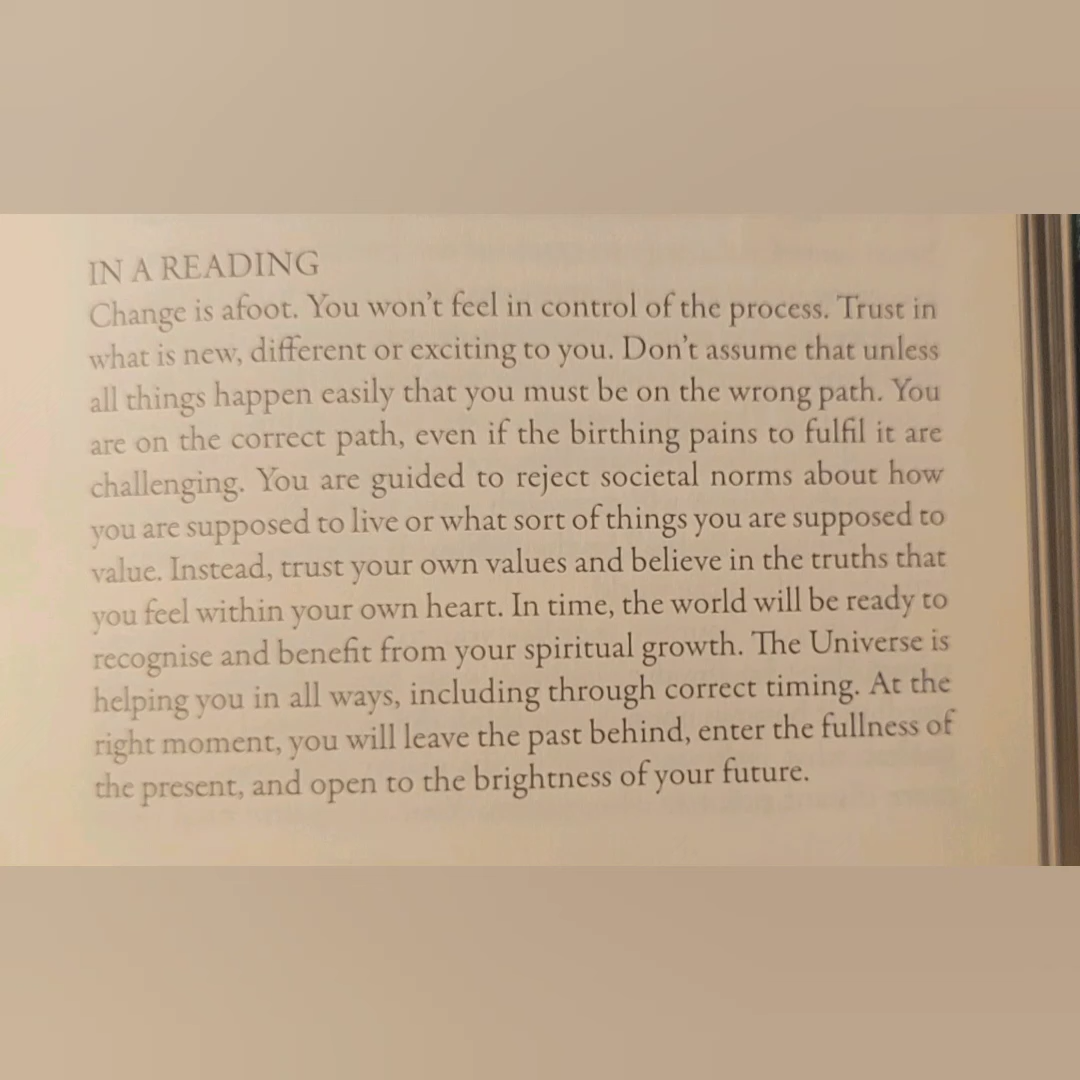 IN A READING
Change is afoot. You won't feel in control of the process. Trust in
what is new, different or exciting to you. Don't assume that unless
all things happen easily that you must be on the wrong path. You
are on the correct path, even if the birthing pains to fulfil it are
challenging. You are guided to reject societal norms about how
you are supposed to live or what sort of things you are supposed to
value. Instead, trust your own values and believe in the truths that
you feel within your own heart. In time, the world will be ready to
recognise and benefit from your spiritual growth. The Universe is
helping you in all ways, including through correct timing. At the
right moment, you will leave the past behind, enter the fullness of
the present, and open to the brightness of your future.